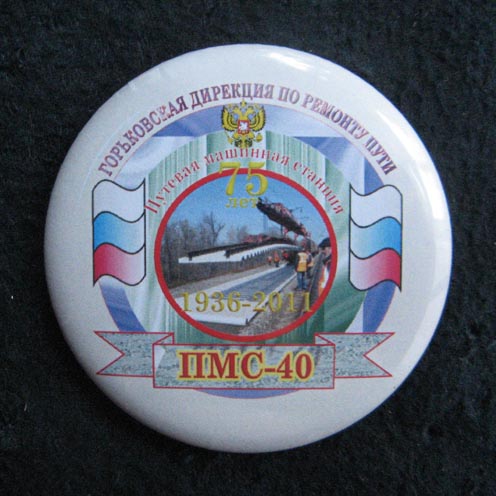 ГОРЬКОВСКАЯ ДИРЕКЦИЯ ПО РЕМОНТУ ПУТИ
Путевая машинная станция
75
лет
1936-2011
ПМС-40